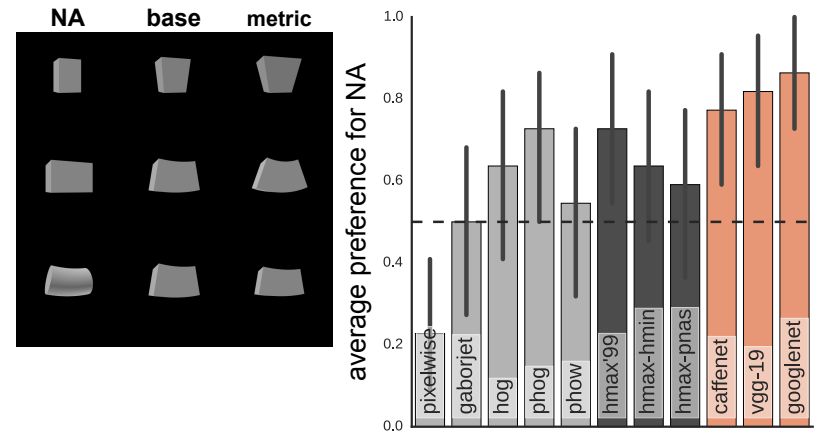 NA base metric
average preference for NA
1.0
0.8
0.6
0.4
0.2
0.0
pixelwise
gaborjet
hog
phog
phow
hmax'99
hmax-hmin
hmax-pnas
caffenet
vgg-19
googlenet